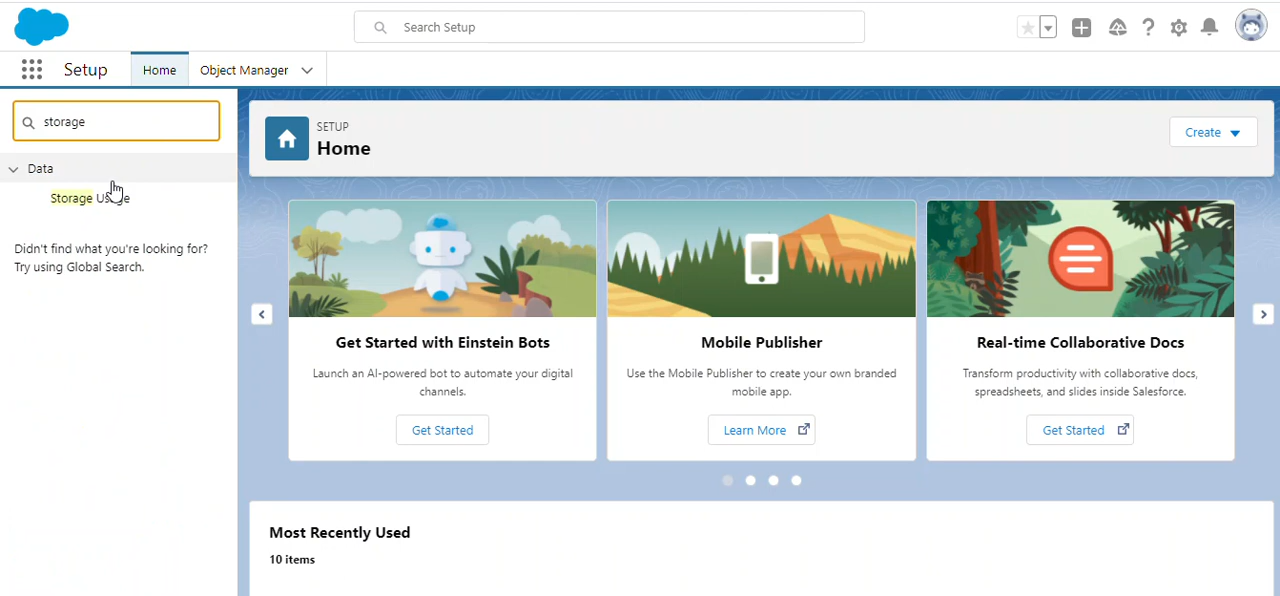 Search Setup
Setup
Home
Object Manager
storage
Data
Storage Usage
Didn't find what you're looking for?
Try using Global Search.
SETUP
Home
Create
Get Started with Einstein Bots
Launch an AI-powered bot to automate your digital
channels.
Get Started
Mobile Publisher
Use the Mobile Publisher to create your own branded
mobile app.
Learn More
Real-time Collaborative Docs
Transform productivity with collaborative docs,
spreadsheets, and slides inside Salesforce.
Get Started
Most Recently Used
10 items